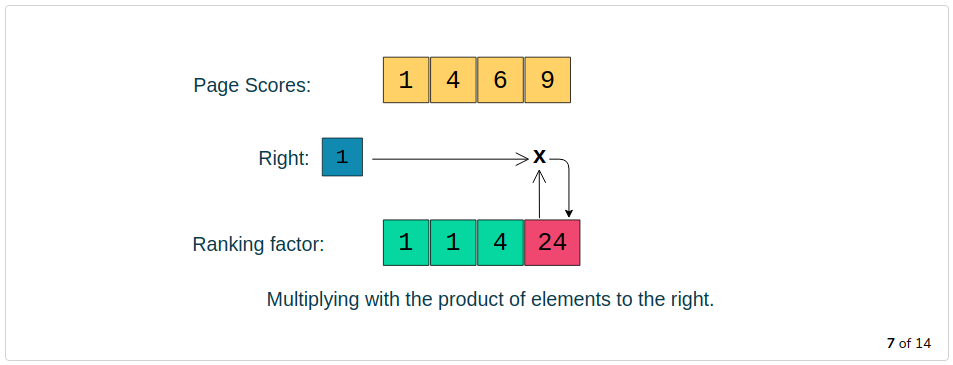 Page Scores: 1 4 6 9
Right: 1 x
Ranking factor: 1 1 4 24
Multiplying with the product of elements to the right.
7 of 14